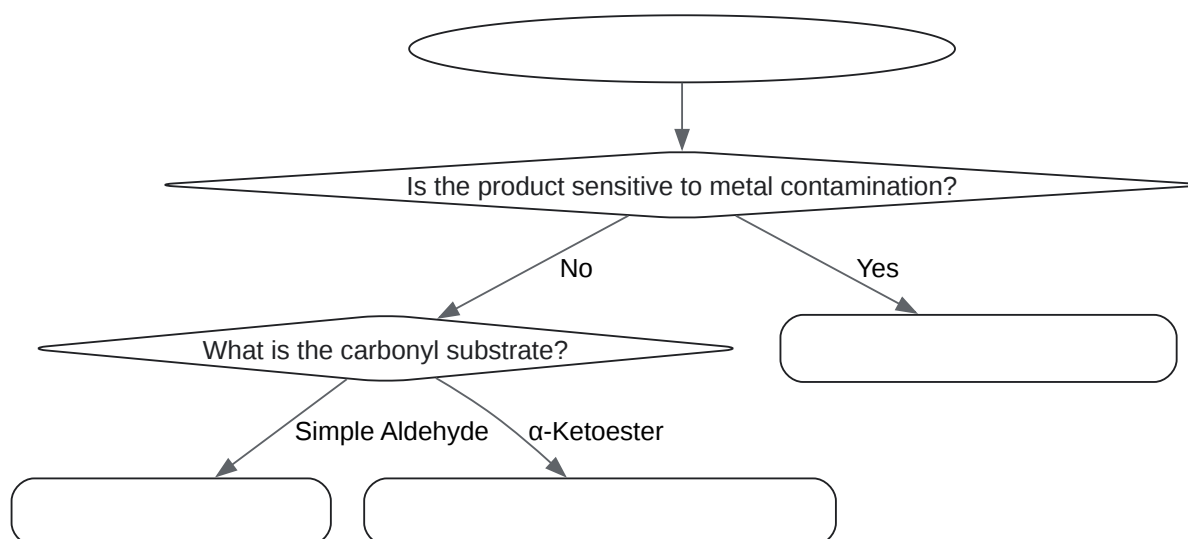 Is the product sensitive to metal contamination?
No
Yes
What is the carbonyl substrate?
Simple Aldehyde
α-Ketoester